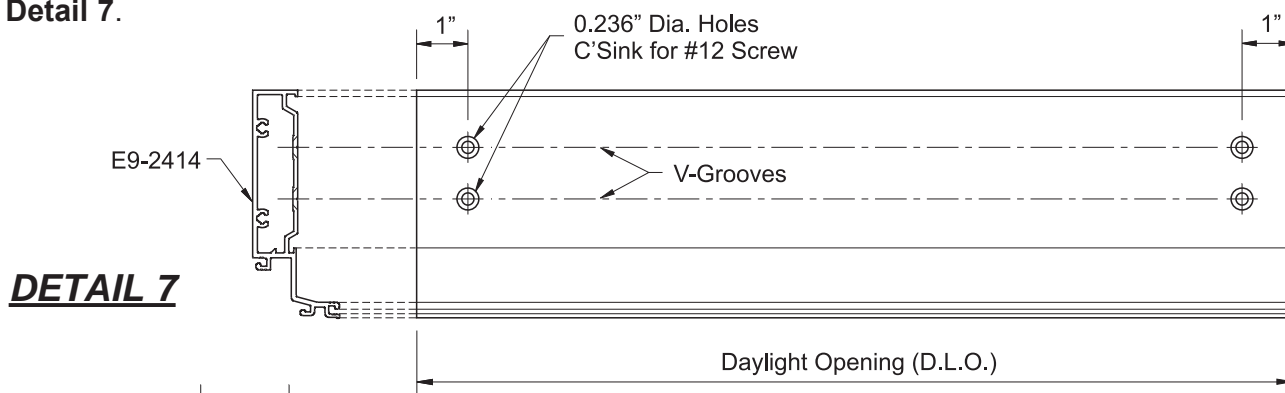 Detail 7.
1” 0.236” Dia. Holes 1”
C’Sink for #12 Screw
E9-2414
V-Grooves
DETAIL 7
Daylight Opening (D.L.O.)